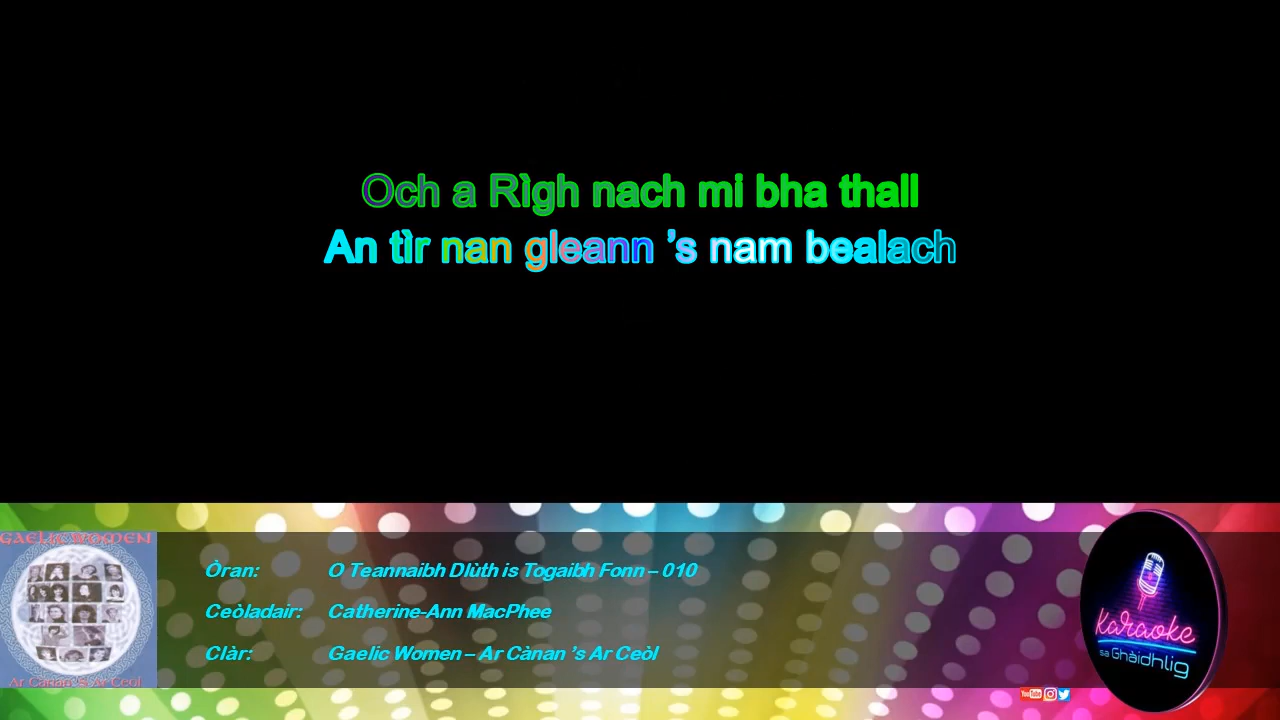 Och a Rìgh nach mi bha thall
An tìr nan gleann ’s nam bealach
GAELIC WOMEN
Ar Cànan 's Ar Ceòl
Òran: O Teannaibh Dlùth is Togaibh Fonn – 010
Ceòladair: Catherine-Ann MacPhee
Clàr: Gaelic Women – Ar Cànan ’s Ar Ceòl
Karaoke
sa Ghàidhlig
YouTube